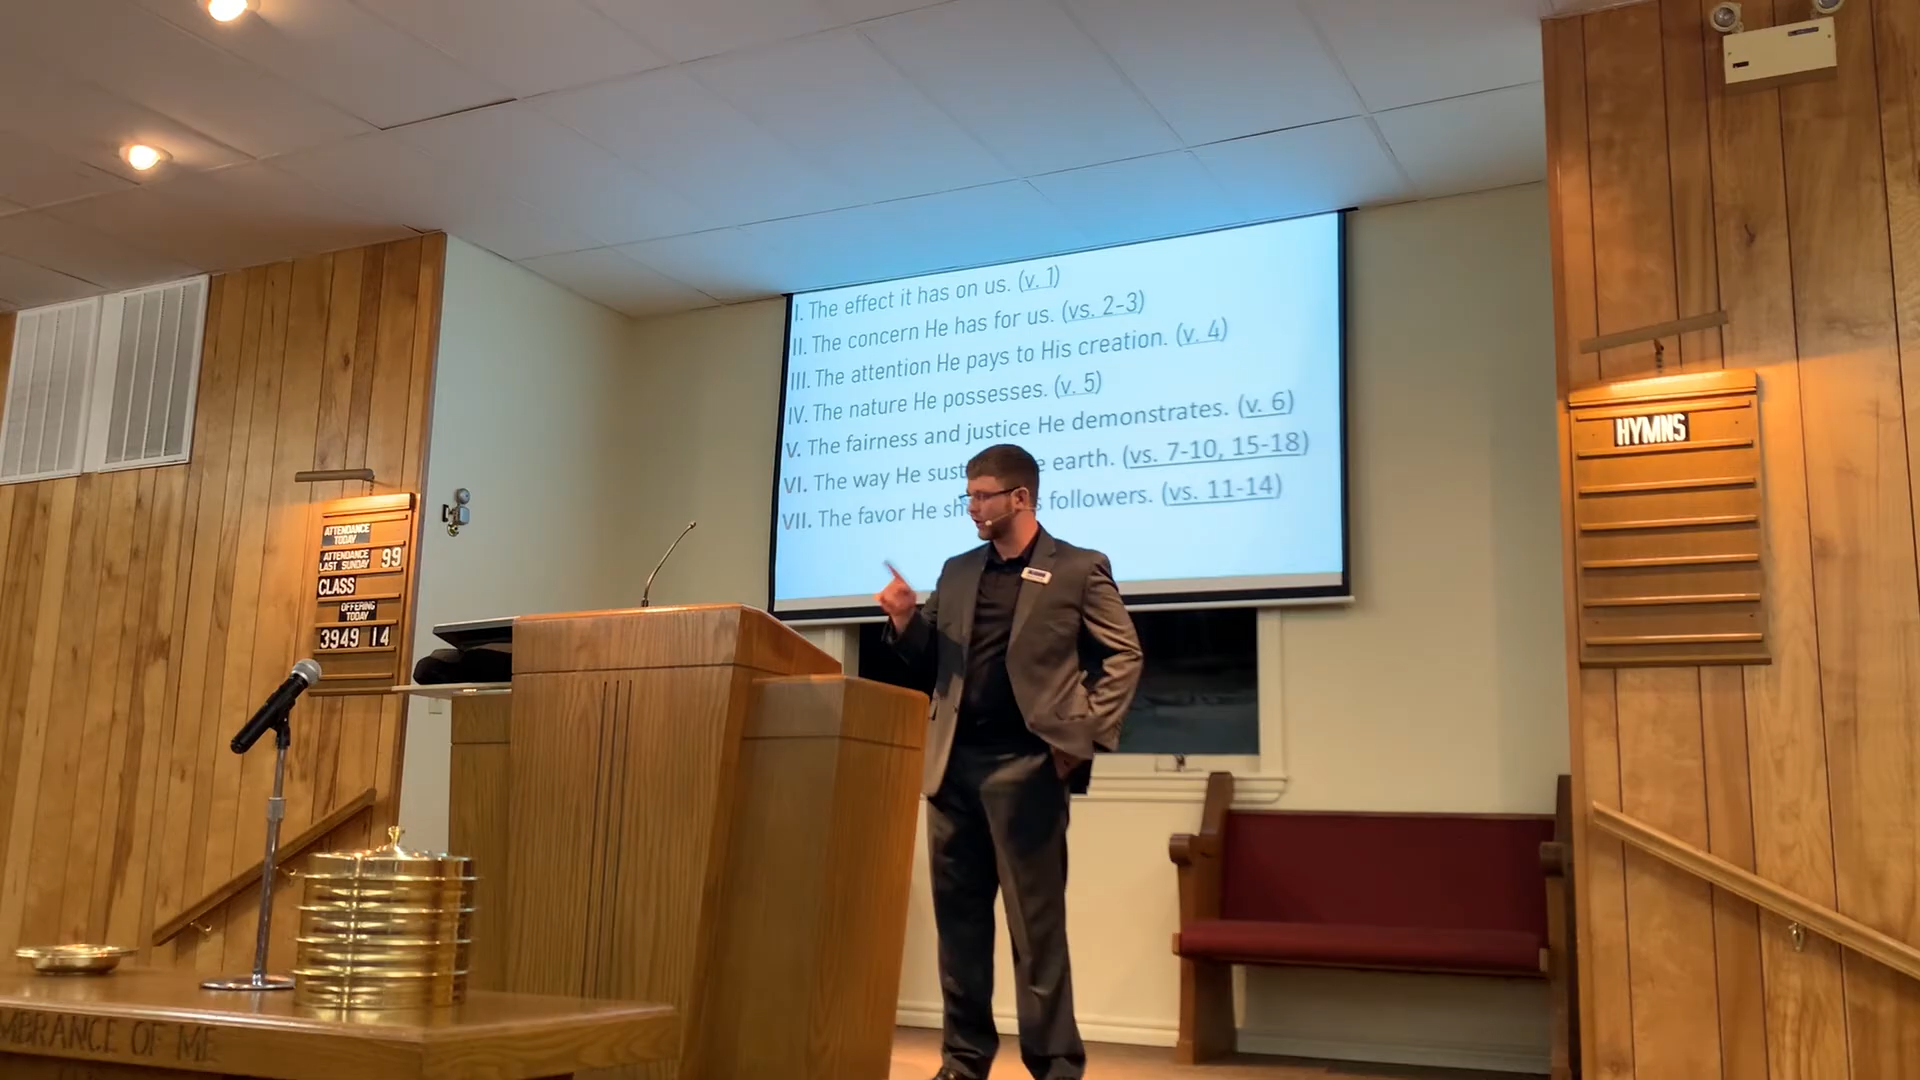 I. The effect it has on us. (v. 1)
II. The concern He has for us. (vs. 2-3)
III. The attention He pays to His creation. (v. 4)
IV. The nature He possesses. (v. 5)
V. The fairness and justice He demonstrates. (v. 6)
VI. The way He sust e earth. (vs. 7-10, 15-18)
VII. The favor He sh s followers. (vs. 11-14)
HYMNS
ATTENDANCE
TODAY
ATTENDANCE
LAST SUNDAY 99
CLASS
OFFERING
TODAY
3949 14
MBRANCE OF ME